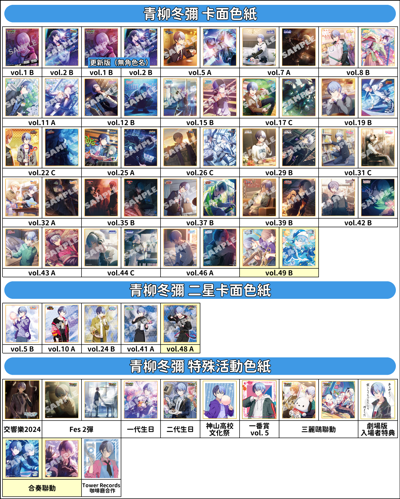 青柳冬彌 卡面色紙
更新版（無角色名）
vol.1 B vol.2 B vol.1 B vol.2 B vol.5 A vol.7 A vol.8 B
vol.11 A vol.12 B vol.15 B vol.17 C vol.19 B
vol.22 C vol.25 A vol.26 C vol.29 B vol.31 C
vol.32 A vol.35 B vol.37 B vol.39 B vol.42 B
vol.43 A vol.44 C vol.46 A vol.49 B
青柳冬彌 二星卡面色紙
vol.5 B vol.10 A vol.24 B vol.41 A vol.48 A
青柳冬彌 特殊活動色紙
交響樂2024 Fes 2彈 一代生日 二代生日 神山高校 一番賞 三麗鷗聯動 劇場版
文化祭 vol. 5 入場者特典
合奏聯動 Tower Records
咖啡廳合作